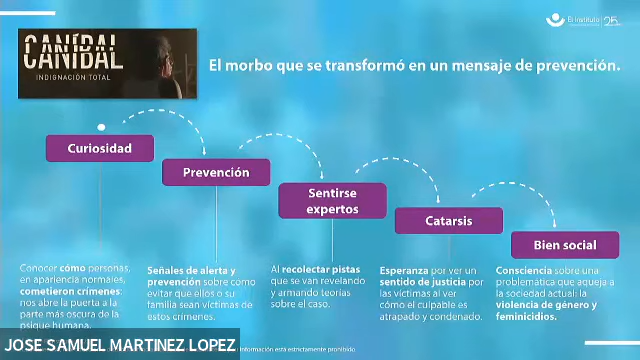 CANÍBAL
INDIGNACIÓN TOTAL
El Instituto
25
El morbo que se transformó en un mensaje de prevención.
Curiosidad
Prevención
Sentirse
expertos
Catarsis
Bien social
Conocer cómo personas,
en apariencia normales,
cometieron crímenes:
nos abre la puerta a la
parte más oscura de la
psique humana.
Señales de alerta y
prevención sobre como
evitar que ellos o su
familia sean víctimas de
estos crímenes.
Al recolectar pistas
que se van revelando
y armando teorías
sobre el caso.
Esperanza por ver un
sentido de justicia por
las víctimas al ver
cómo el culpable es
atrapado y condenado.
Consciencia sobre una
problemática que aqueja a
la sociedad actual: la
violencia de género y
feminicidios.
JOSE SAMUEL MARTINEZ LOPEZ
información está estrictamente prohibido